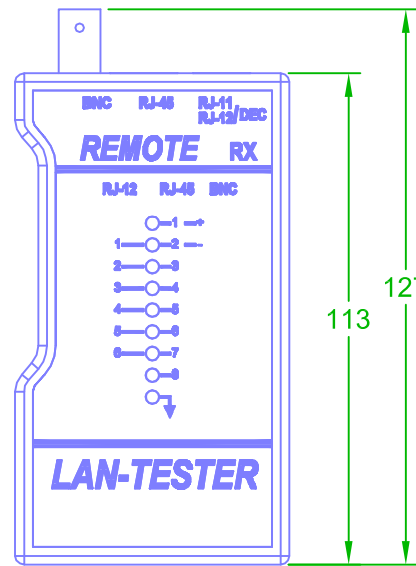 BNC RJ-45 RJ-11
RJ-12/DEC
REMOTE RX
RJ-12 RJ-45 BNC
1 +
1 2 -
2 3
3 4
4 5
5 6
6 7
8
LAN-TESTER
113